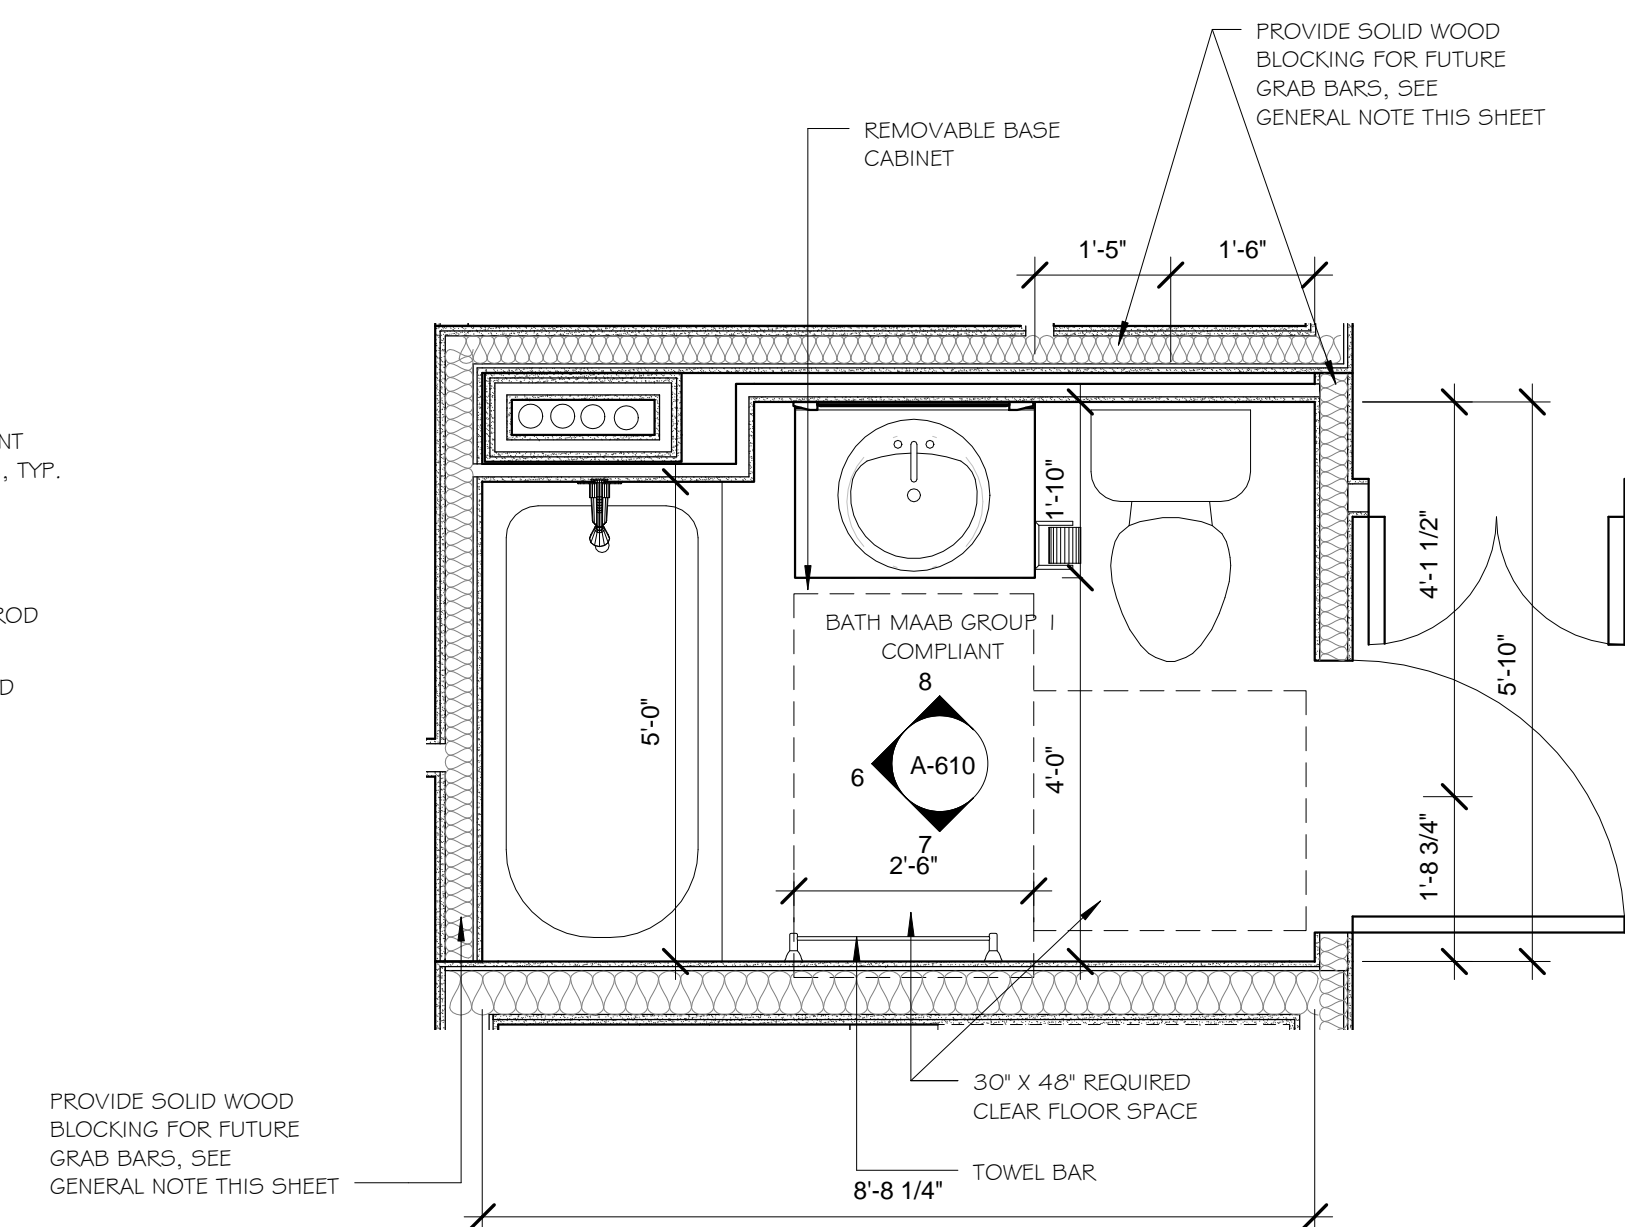 PROVIDE SOLID WOOD
BLOCKING FOR FUTURE
GRAB BARS, SEE
GENERAL NOTE THIS SHEET
REMOVABLE BASE
CABINET
1'-5"
1'-6"
NT
, TYP.
ROD
D
1'-10"
4'-1 1/2"
5'-10"
BATH MAAB GROUP 1
COMPLIANT
8
6
A-610
7
5'-0"
4'-0"
2'-6"
1'-8 3/4"
30" X 48" REQUIRED
CLEAR FLOOR SPACE
TOWEL BAR
PROVIDE SOLID WOOD
BLOCKING FOR FUTURE
GRAB BARS, SEE
GENERAL NOTE THIS SHEET
8'-8 1/4"